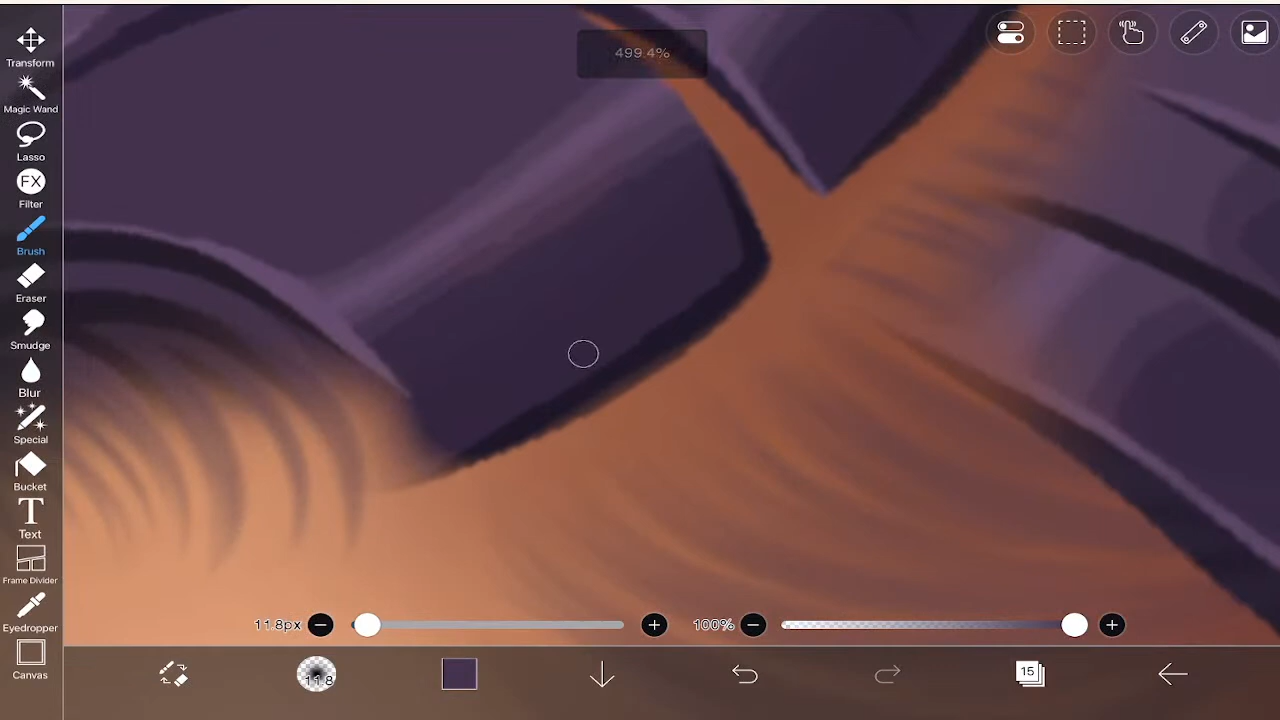 499.4%
Transform
Magic Wand
Lasso
FX
Filter
Brush
Eraser
Smudge
Blur
Special
Bucket
T
Text
Frame Divider
Eyedropper
Canvas
11.8px
100%
11.8
15